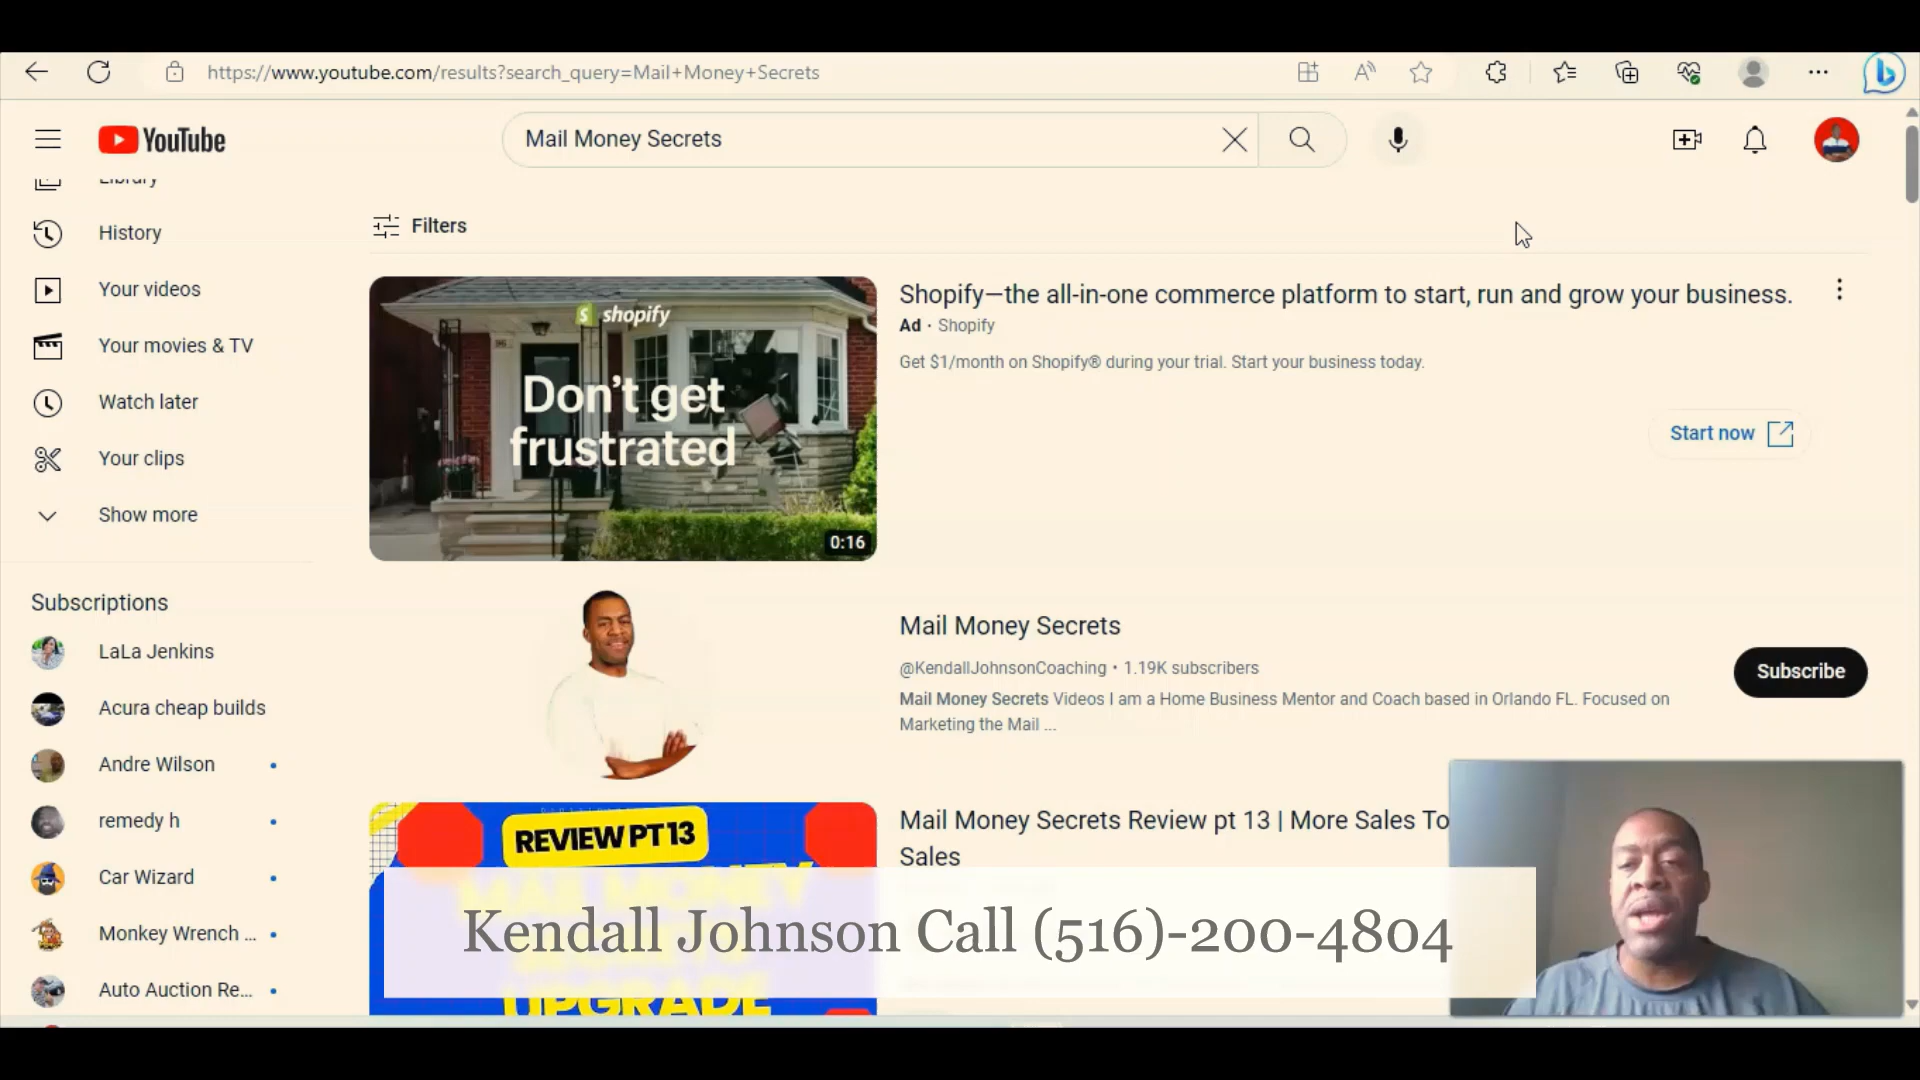 https://www.youtube.com/results?search_query=Mail+Money+Secrets
YouTube
Mail Money Secrets
Library
History
Your videos
Your movies & TV
Watch later
Your clips
Show more
Subscriptions
LaLa Jenkins
Acura cheap builds
Andre Wilson
remedy h
Car Wizard
Monkey Wrench ...
Auto Auction Re...
Filters
shopify
Don't get
frustrated
0:16
Shopify—the all-in-one commerce platform to start, run and grow your business.
Ad · Shopify
Get $1/month on Shopify® during your trial. Start your business today.
Start now
Mail Money Secrets
@KendallJohnsonCoaching • 1.19K subscribers
Mail Money Secrets Videos I am a Home Business Mentor and Coach based in Orlando FL. Focused on
Marketing the Mail ...
Subscribe
REVIEW PT 13
MAIL MONEY
UPGRADE
Mail Money Secrets Review pt 13 | More Sales To
Sales
Kendall Johnson Call (516)-200-4804